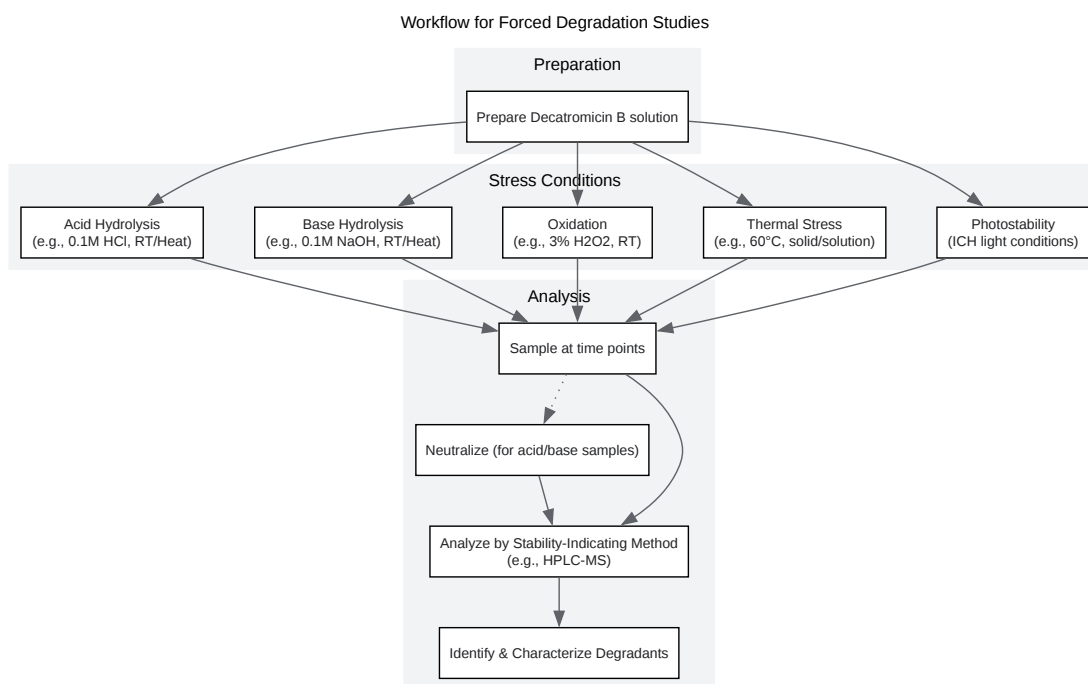 Workflow for Forced Degradation Studies
Preparation
Prepare Decatromicin B solution
Stress Conditions
Acid Hydrolysis
(e.g., 0.1M HCl, RT/Heat)
Base Hydrolysis
(e.g., 0.1M NaOH, RT/Heat)
Oxidation
(e.g., 3% H2O2, RT)
Thermal Stress
(e.g., 60°C, solid/solution)
Photostability
(ICH light conditions)
Analysis
Sample at time points
Neutralize (for acid/base samples)
Analyze by Stability-Indicating Method
(e.g., HPLC-MS)
Identify & Characterize Degradants